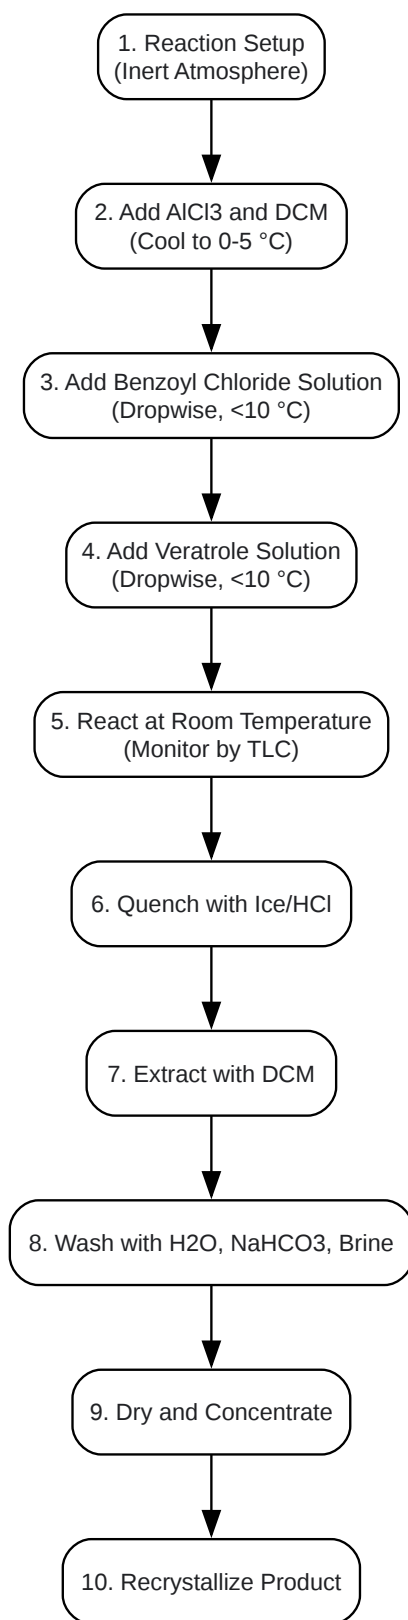 1. Reaction Setup
(Inert Atmosphere)
2. Add AlCl3 and DCM
(Cool to 0-5 °C)
3. Add Benzoyl Chloride Solution
(Dropwise, <10 °C)
4. Add Veratrole Solution
(Dropwise, <10 °C)
5. React at Room Temperature
(Monitor by TLC)
6. Quench with Ice/HCl
7. Extract with DCM
8. Wash with H2O, NaHCO3, Brine
9. Dry and Concentrate
10. Recrystallize Product